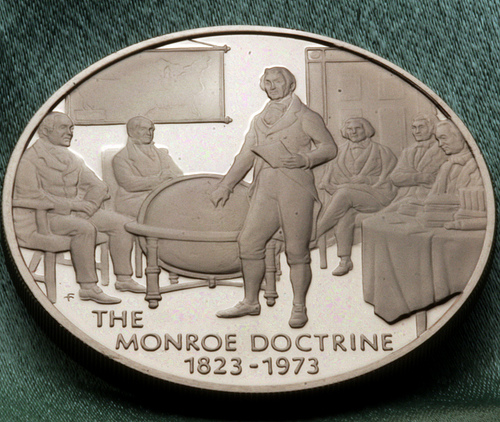 THE
MONROE DOCTRINE
1823-1973